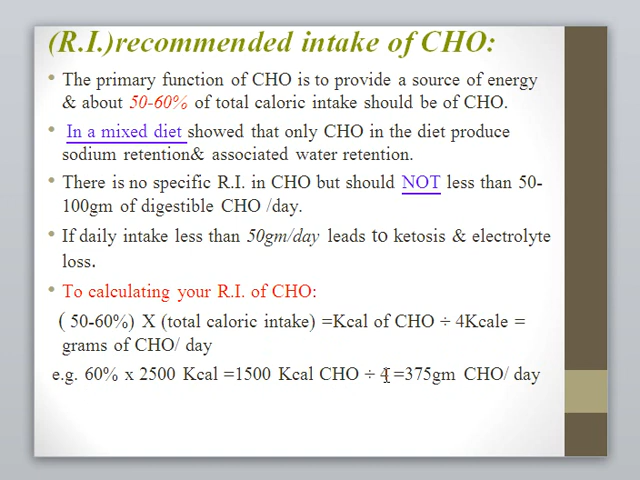 (R.I.)recommended intake of CHO:
• The primary function of CHO is to provide a source of energy
& about 50-60% of total caloric intake should be of CHO.
• In a mixed diet showed that only CHO in the diet produce
sodium retention& associated water retention.
• There is no specific R.I. in CHO but should NOT less than 50-
100gm of digestible CHO /day.
• If daily intake less than 50gm/day leads to ketosis & electrolyte
loss.
• To calculating your R.I. of CHO:
( 50-60%) X (total caloric intake) =Kcal of CHO ÷ 4Kcale =
grams of CHO/ day
e.g. 60% x 2500 Kcal =1500 Kcal CHO ÷ 4 =375gm CHO/ day